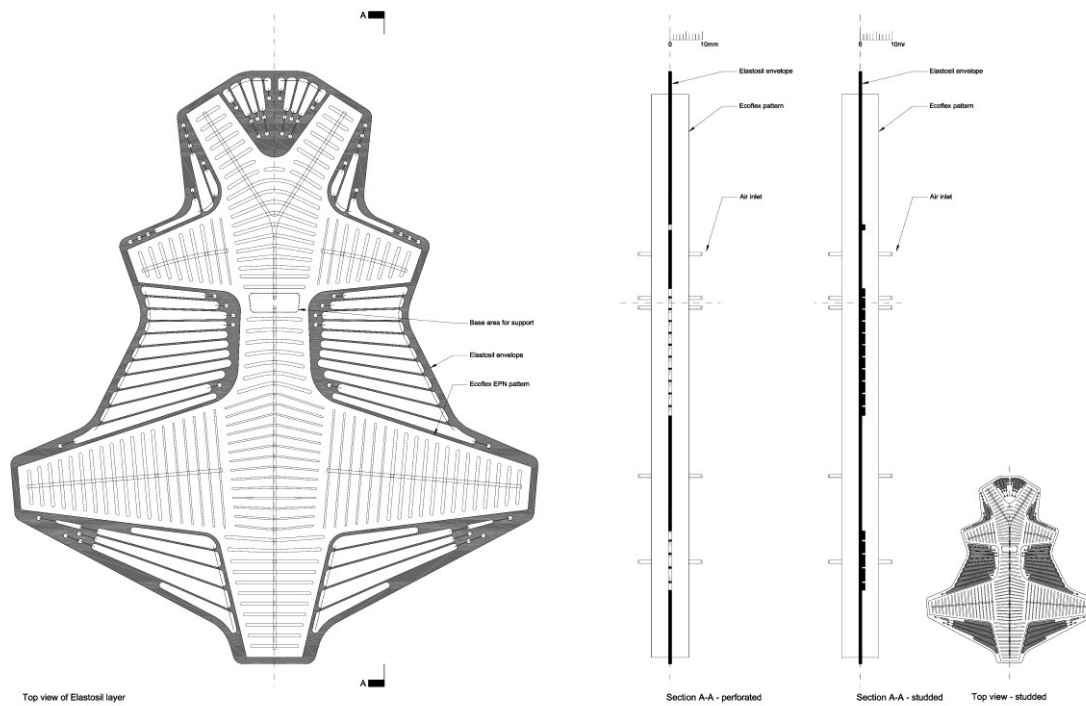 A
0 10mm
0 10mr
Elastosil envelope
Elastosil envelope
Ecoflex pattern
Ecoflex pattern
Air inlet
Air inlet
Base area for support
Elastosil envelope
Ecoflex EPN pattern
A
Top view of Elastosil layer
Section A-A - perforated
Section A-A - studded
Top view - studded